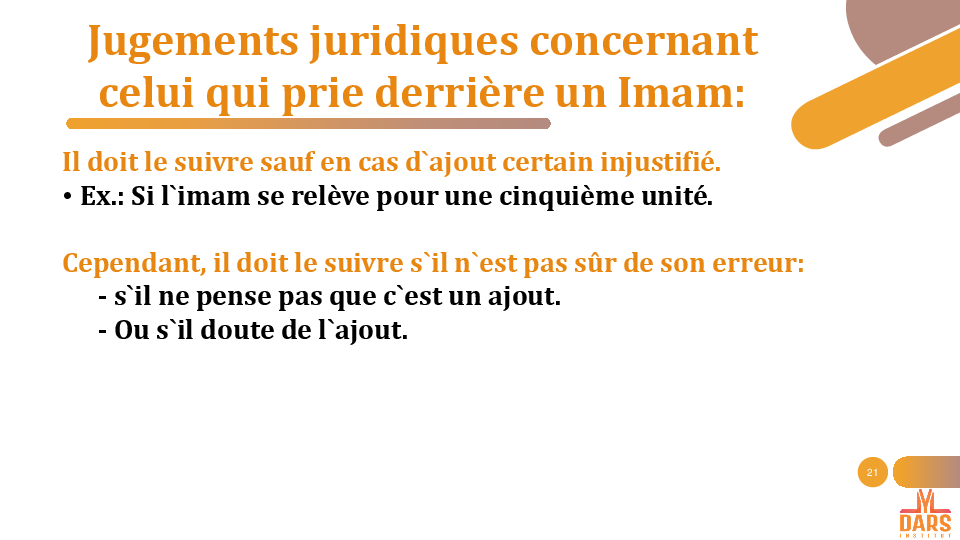 Jugements juridiques concernant
celui qui prie derrière un Imam:
Il doit le suivre sauf en cas d`ajout certain injustifié.
• Ex.: Si l`imam se relève pour une cinquième unité.
Cependant, il doit le suivre s`il n`est pas sûr de son erreur:
- s`il ne pense pas que c`est un ajout.
- Ou s`il doute de l`ajout.
21
DARS
INSTITUT